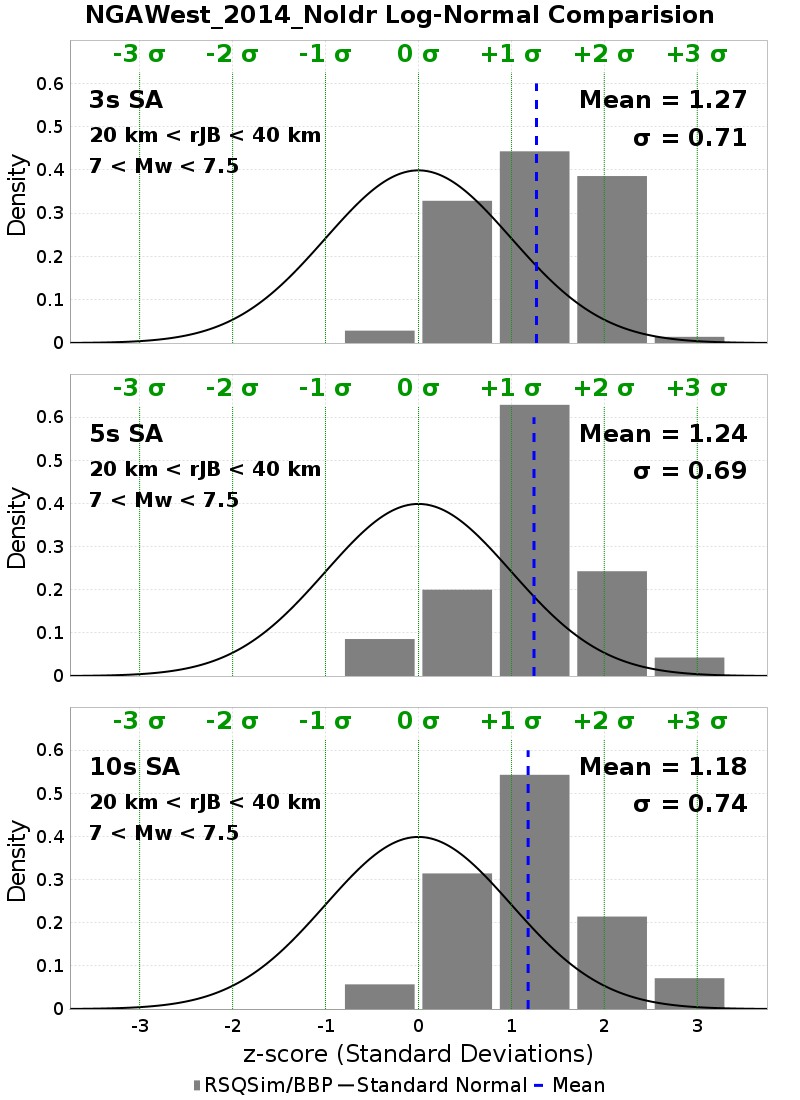 NGAWest_2014_NoIdr Log-Normal Comparision
-3 σ -2 σ -1 σ 0 σ +1 σ +2 σ +3 σ
3s SA
20 km < rJB < 40 km
7 < Mw < 7.5
Mean = 1.27
σ = 0.71
Density
0.6
0.5
0.4
0.3
0.2
0.1
0
-3 σ -2 σ -1 σ 0 σ +1 σ +2 σ +3 σ
5s SA
20 km < rJB < 40 km
7 < Mw < 7.5
Mean = 1.24
σ = 0.69
Density
0.6
0.5
0.4
0.3
0.2
0.1
0
-3 σ -2 σ -1 σ 0 σ +1 σ +2 σ +3 σ
10s SA
20 km < rJB < 40 km
7 < Mw < 7.5
Mean = 1.18
σ = 0.74
Density
0.6
0.5
0.4
0.3
0.2
0.1
0
-3 -2 -1 0 1 2 3
z-score (Standard Deviations)
RSQSim/BBP Standard Normal Mean